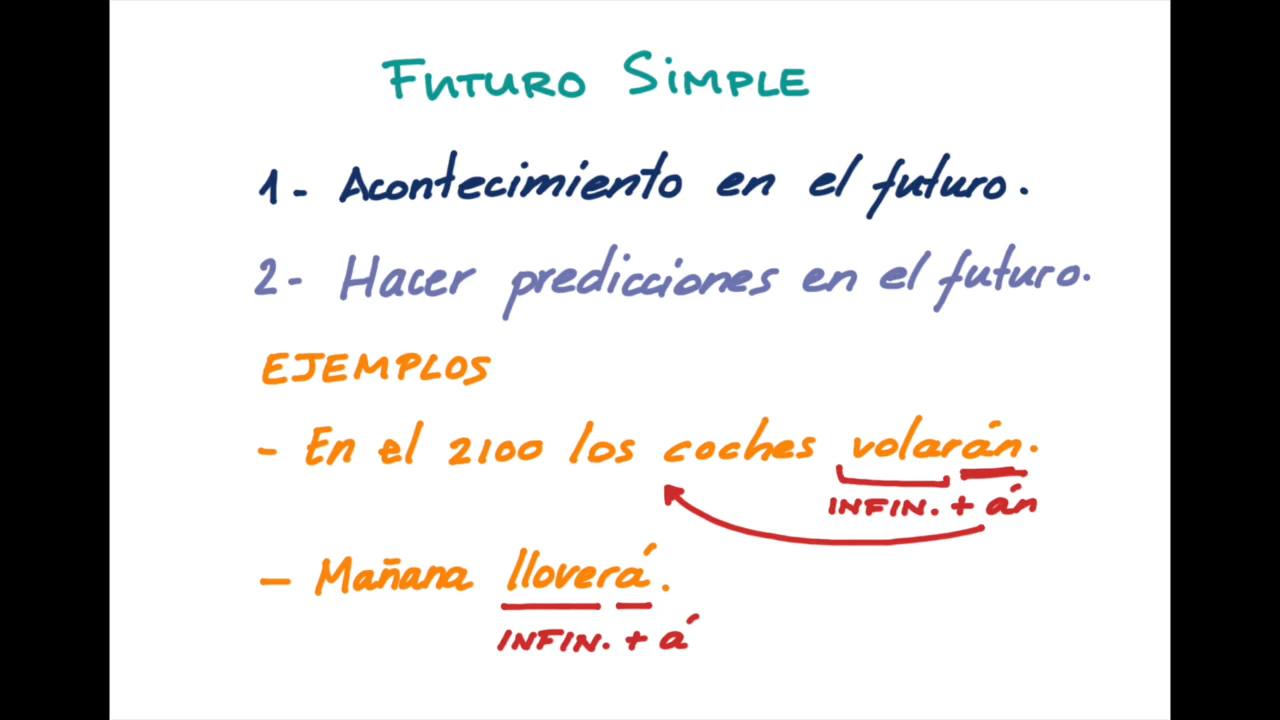 FUTURO SIMPLE
1- Acontecimiento en el futuro.
2- Hacer predicciones en el futuro.
EJEMPLOS
- En el 2100 los coches volarán.
INFIN. + án
- Mañana lloverá.
INFIN. + á